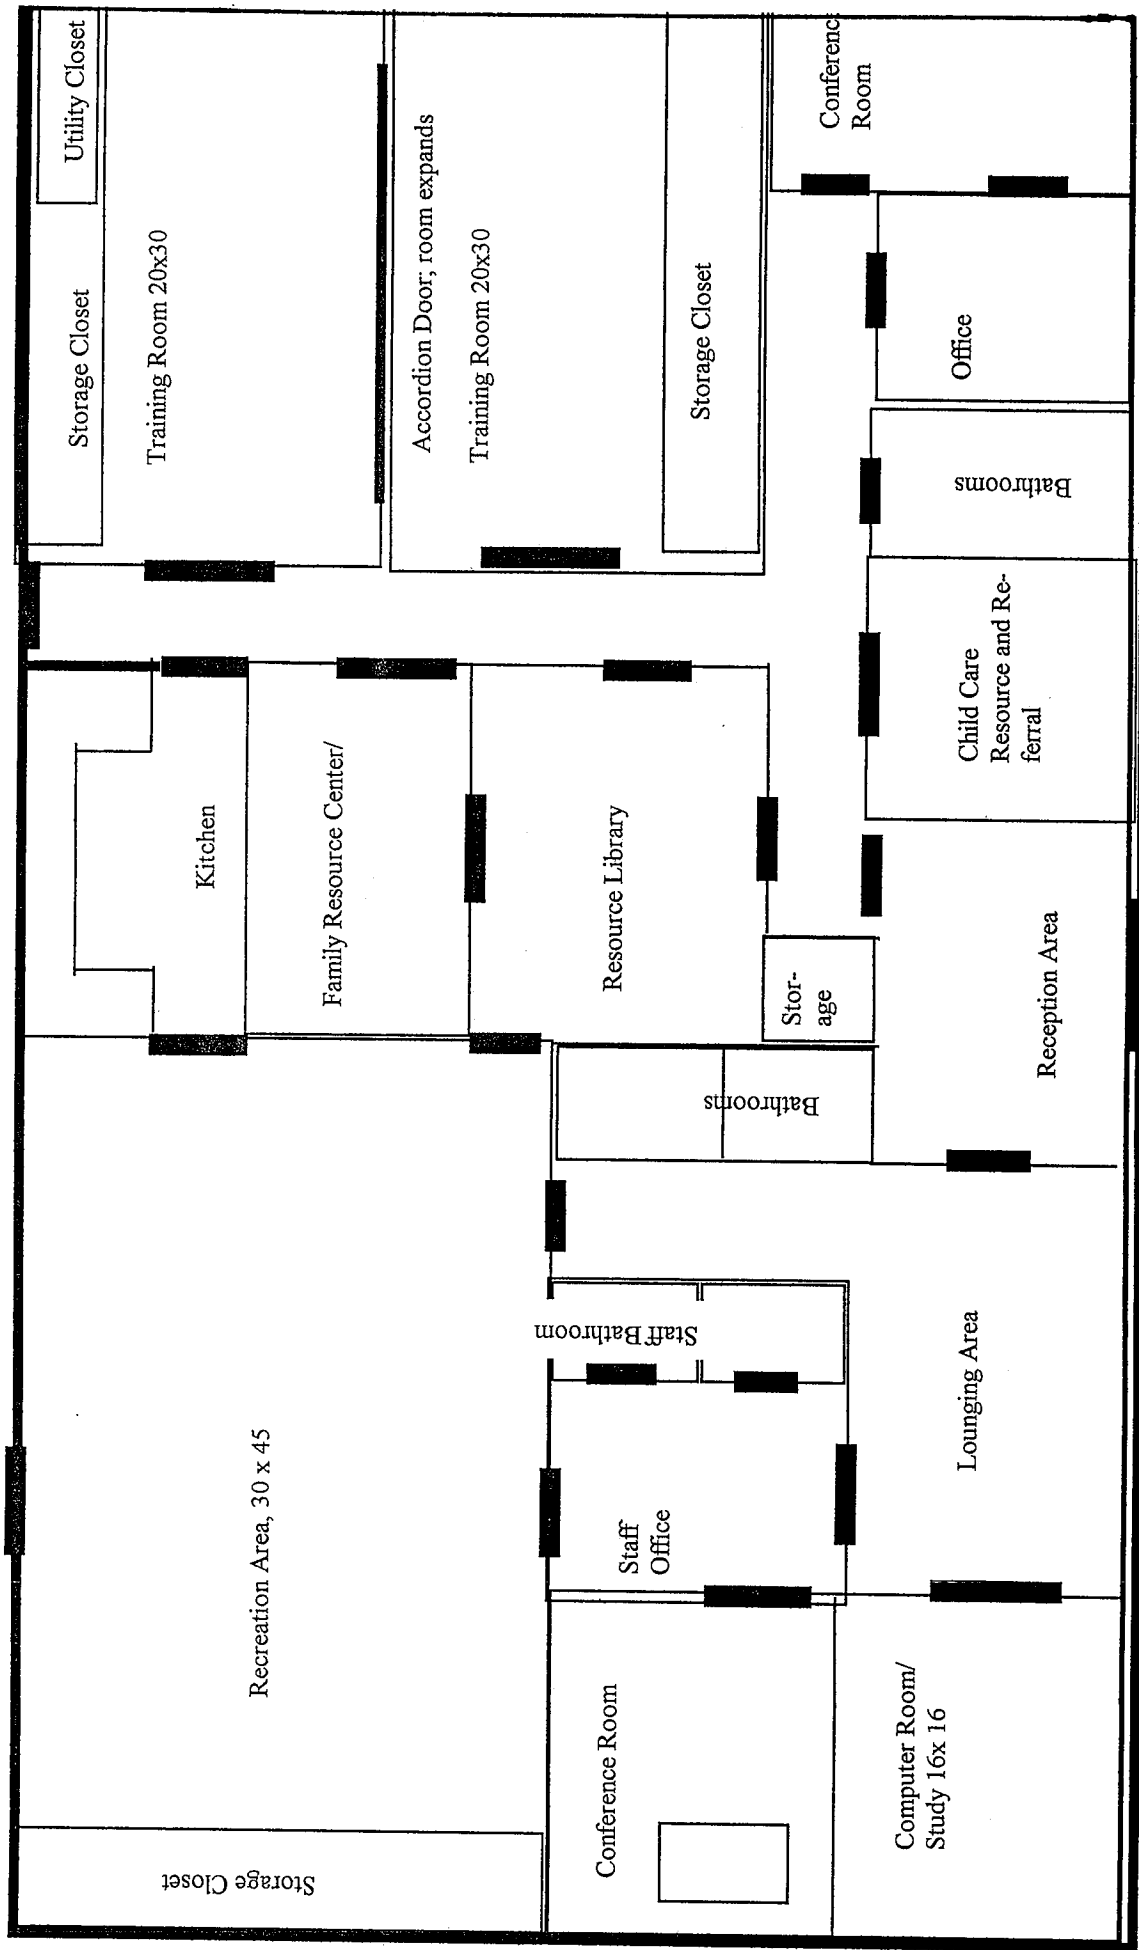 Storage Closet
Recreation Area, 30 x 45
Kitchen
Family Resource Center/
Storage Closet
Utility Closet
Training Room 20x30
Accordion Door; room expands
Training Room 20x30
Storage Closet
Resource Library
Conference Room
Staff
Office
Staff Bathroom
Bathrooms
Stor-
age
Conferenc
Room
Computer Room/
Study 16x 16
Lounging Area
Reception Area
Child Care
Resource and Re-
ferral
Bathrooms
Office